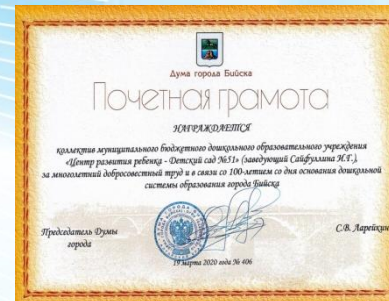 Дума города Бийска
Почетная грамота
НАГРАЖДАЕТСЯ
коллектив муниципального бюджетного дошкольного образовательного учреждения
«Центр развития ребенка - Детский сад №51» (заведующий Сайфуллина И.Г.),
за многолетний добросовестный труд и в связи со 100-летием со дня основания дошкольной
системы образования города Бийска
Председатель Думы
города
С.В. Ларейкин
19 марта 2020 года № 406